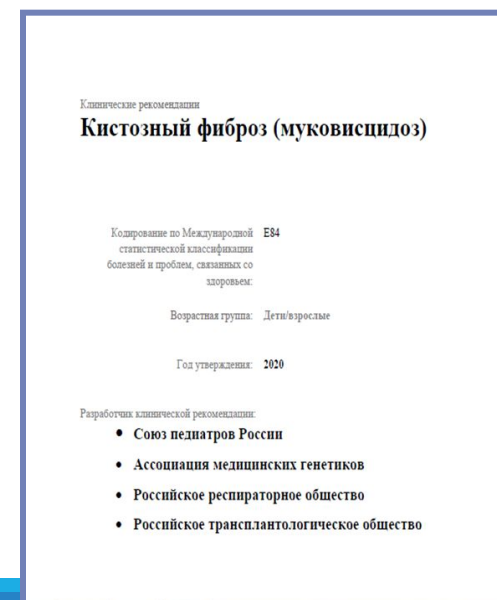 Клинические рекомендации
Кистозный фиброз (муковисцидоз)
Кодирование по Международной E84
статистической классификации
болезней и проблем, связанных со
здоровьем:
Возрастная группа: Дети/взрослые
Год утверждения: 2020
Разработчик клинической рекомендации:
• Союз педиатров России
• Ассоциация медицинских генетиков
• Российское респираторное общество
• Российское трансплантологическое общество